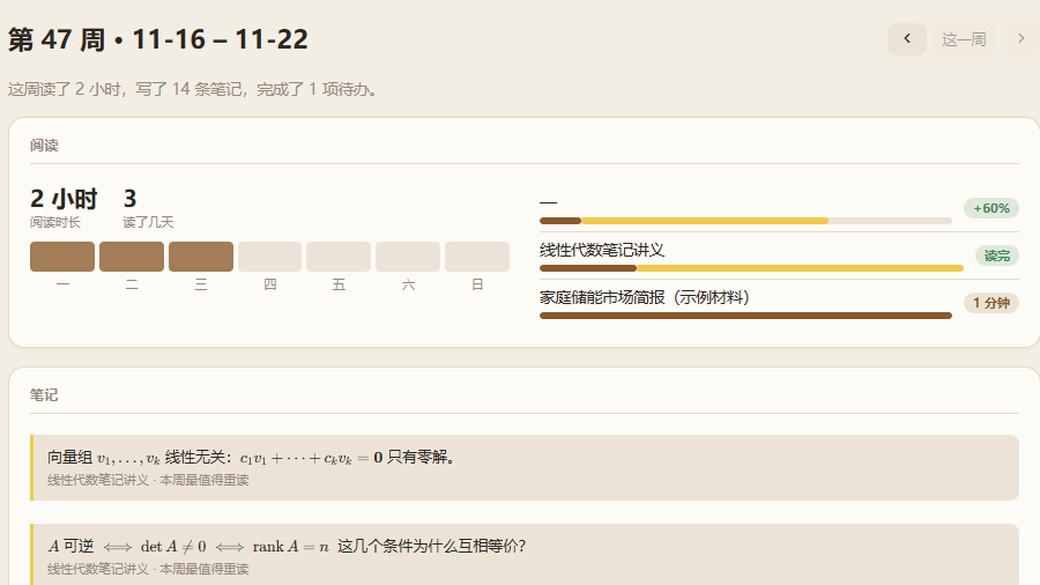 第 47 周 • 11-16 – 11-22
这一周
这周读了 2 小时，写了 14 条笔记，完成了 1 项待办。
阅读
2 小时 3
阅读时长 读了几天
一 二 三 四 五 六 日
— +60%
线性代数笔记讲义 读完
家庭储能市场简报（示例材料） 1 分钟
笔记
向量组 v₁, . . . , vₖ 线性无关：c₁v₁ + · · · + cₖvₖ = 𝟎 只有零解。
线性代数笔记讲义 · 本周最值得重读
A 可逆 ⟺ det A ≠ 0 ⟺ rank A = n 这几个条件为什么互相等价？
线性代数笔记讲义 · 本周最值得重读